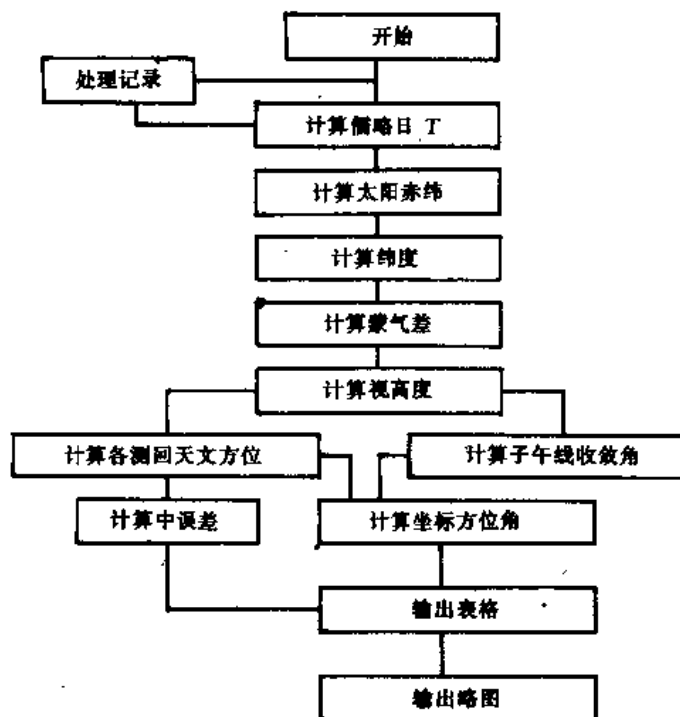 开始
处理记录
计算儒略日 T
计算太阳赤纬
计算纬度
计算蒙气差
计算视高度
计算各测回天文方位
计算子午线收敛角
计算中误差
计算坐标方位角
输出表格
输出略图